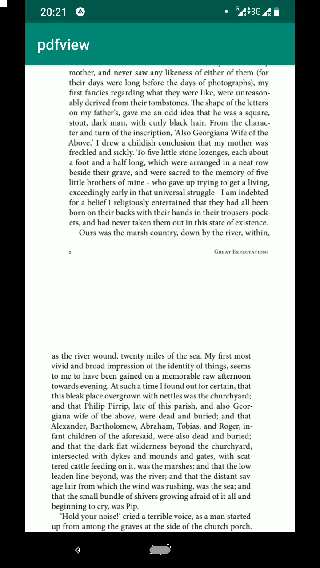 20:21
3G
pdfview
mother, and never saw any likeness of either of them (for
their days were long before the days of photographs), my
first fancies regarding what they were like, were unreason-
ably derived from their tombstones. The shape of the letters
on my father's, gave me an odd idea that he was a square,
stout, dark man, with curly black hair. From the charac-
ter and turn of the inscription, 'Also Georgiana Wife of the
Above,' I drew a childish conclusion that my mother was
freckled and sickly. To five little stone lozenges, each about
a foot and a half long, which were arranged in a neat row
beside their grave, and were sacred to the memory of five
little brothers of mine - who gave up trying to get a living,
exceedingly early in that universal struggle - I am indebted
for a belief I religiously entertained that they had all been
born on their backs with their hands in their trousers-pock-
ets, and had never taken them out in this state of existence.
Ours was the marsh country, down by the river, within,
2 Great Expectations
as the river wound, twenty miles of the sea. My first most
vivid and broad impression of the identity of things, seems
to me to have been gained on a memorable raw afternoon
towards evening. At such a time I found out for certain, that
this bleak place overgrown with nettles was the churchyard;
and that Philip Pirrip, late of this parish, and also Geor-
giana wife of the above, were dead and buried; and that
Alexander, Bartholomew, Abraham, Tobias, and Roger, in-
fant children of the aforesaid, were also dead and buried;
and that the dark flat wilderness beyond the churchyard,
intersected with dykes and mounds and gates, with scat-
tered cattle feeding on it, was the marshes; and that the low
leaden line beyond, was the river; and that the distant sav-
age lair from which the wind was rushing, was the sea; and
that the small bundle of shivers growing afraid of it all and
beginning to cry, was Pip.
'Hold your noise!' cried a terrible voice, as a man started
up from among the graves at the side of the church porch.